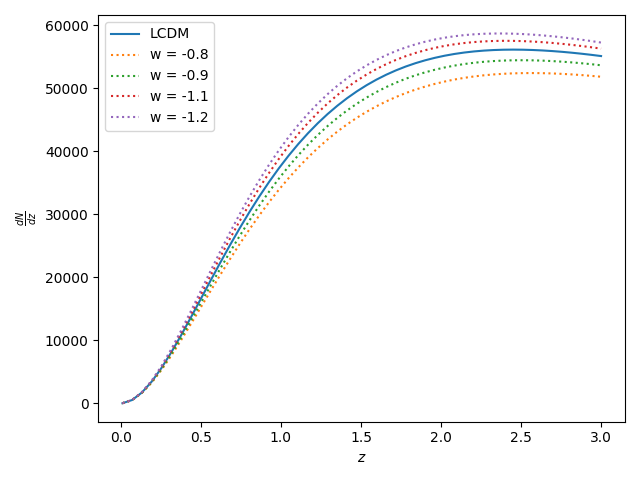 LCDM
w = -0.8
w = -0.9
w = -1.1
w = -1.2
60000
50000
40000
30000
20000
10000
0
dN
dz
0.0 0.5 1.0 1.5 2.0 2.5 3.0
z